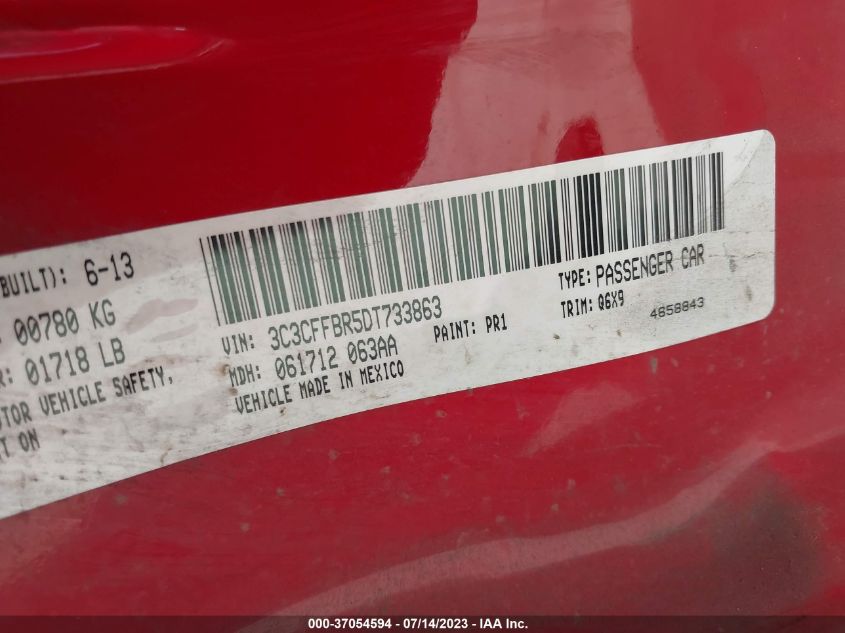 BUILT): 6-13
00780 KG
R: 01718 LB
TOR VEHICLE SAFETY,
T ON
VIN: 3C3CFFBR5DT733863
MDH: 061712 063AA
VEHICLE MADE IN MEXICO
PAINT: PR1
TYPE: PASSENGER CAR
TRIM: Q6X9
4858843
000-37054594 - 07/14/2023 - IAA Inc.